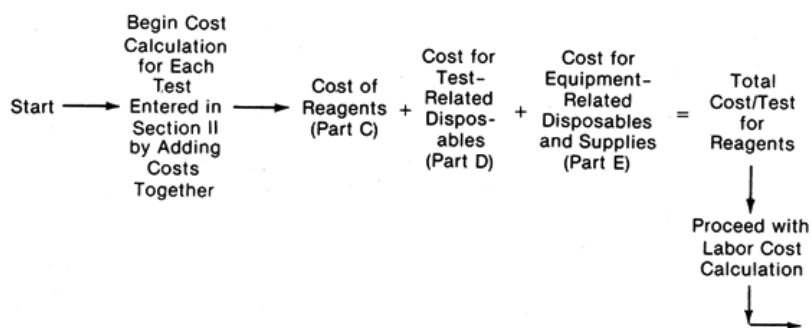 Start
Begin Cost
Calculation
for Each
Test
Entered in
Section II
by Adding
Costs
Together
Cost of
Reagents
(Part C)
+
Cost for
Test–
Related
Dispos-
ables
(Part D)
+
Cost for
Equipment–
Related
Disposables
and Supplies
(Part E)
=
Total
Cost/Test
for
Reagents
Proceed with
Labor Cost
Calculation